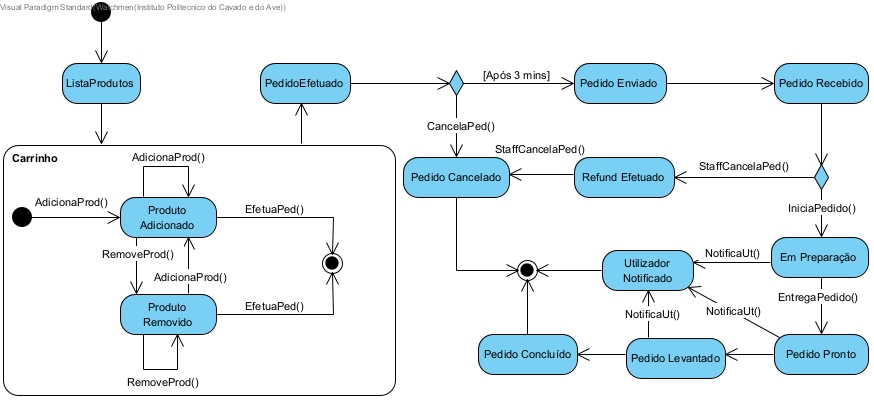 Visual Paradigm Standard(Watchmen(Instituto Politecnico do Cavado e do Ave))
ListaProdutos
PedidoEfetuado
[Após 3 mins]
Pedido Enviado
Pedido Recebido
CancelaPed()
Carrinho
AdicionaProd()
StaffCancelaPed()
Pedido Cancelado
Refund Efetuado
StaffCancelaPed()
AdicionaProd()
Produto
Adicionado
EfetuaPed()
IniciaPedido()
RemoveProd()
AdicionaProd()
Utilizador
Notificado
NotificaUt()
Em Preparação
EntregaPedido()
Produto
Removido
EfetuaPed()
NotificaUt()
NotificaUt()
Pedido Concluído
Pedido Levantado
Pedido Pronto
RemoveProd()